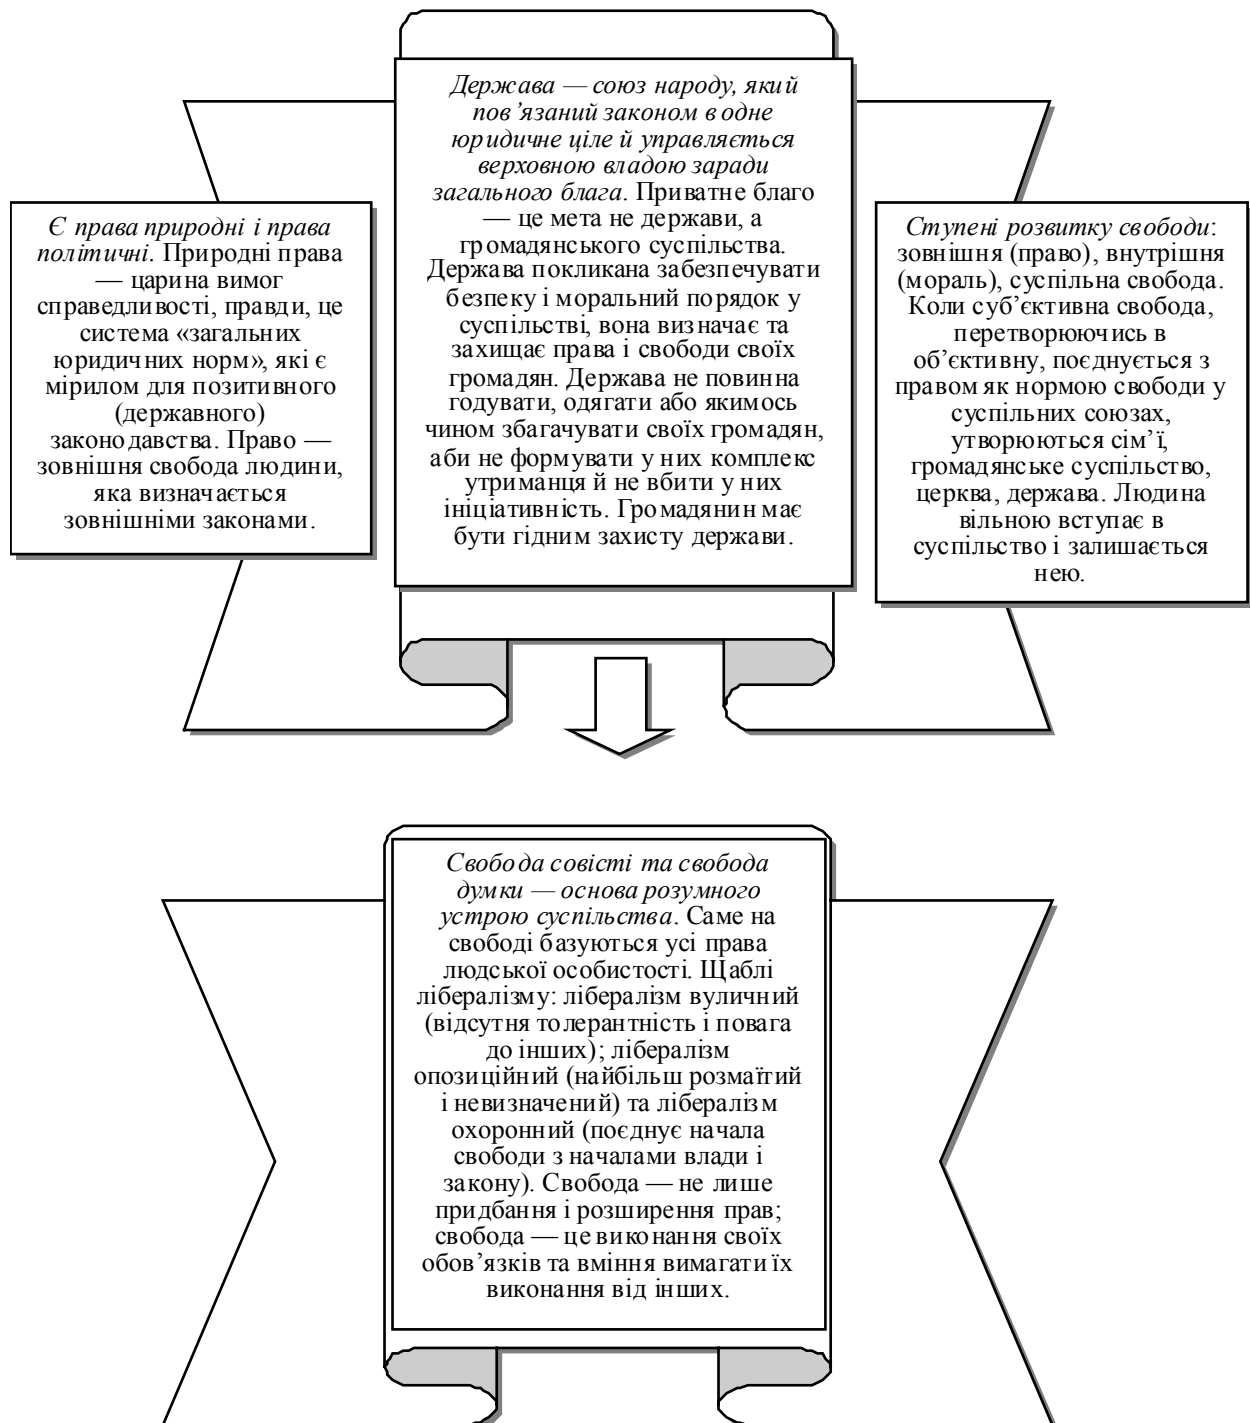 Держава — союз народу, який
пов’язаний законом в одне
юридичне ціле й управляється
верховною владою заради
загального блага. Приватне благо
— це мета не держави, а
громадянського суспільства.
Держава покликана забезпечувати
безпеку і моральний порядок у
суспільстві, вона визначає та
захищає права і свободи своїх
громадян. Держава не повинна
годувати, одягати або якимось
чином збагачувати своїх громадян,
аби не формувати у них комплекс
утриманця й не вбити у них
ініціативність. Громадянин має
бути гідним захисту держави.
Є права природні і права
політичні. Природні права
— царина вимог
справедливості, правди, це
система «загальних
юридичних норм», які є
мірилом для позитивного
(державного)
законодавства. Право —
зовнішня свобода людини,
яка визначається
зовнішніми законами.
Ступені розвитку свободи:
зовнішня (право), внутрішня
(мораль), суспільна свобода.
Коли суб’єктивна свобода,
перетворюючись в
об’єктивну, поєднується з
правом як нормою свободи у
суспільних союзах,
утворюються сім’ї,
громадянське суспільство,
церква, держава. Людина
вільною вступає в
суспільство і залишається
нею.
Свобода совісті та свобода
думки — основа розумного
устрою суспільства. Саме на
свободі базуються усі права
людської особистості. Щаблі
лібералізму: лібералізм вуличний
(відсутня толерантність і повага
до інших); лібералізм
опозиційний (найбільш розмаїтий
і невизначений) та лібералізм
охоронний (поєднує начала
свободи з началами влади і
закону). Свобода — не лише
придбання і розширення прав;
свобода — це виконання своїх
обов’язків та вміння вимагати їх
виконання від інших.